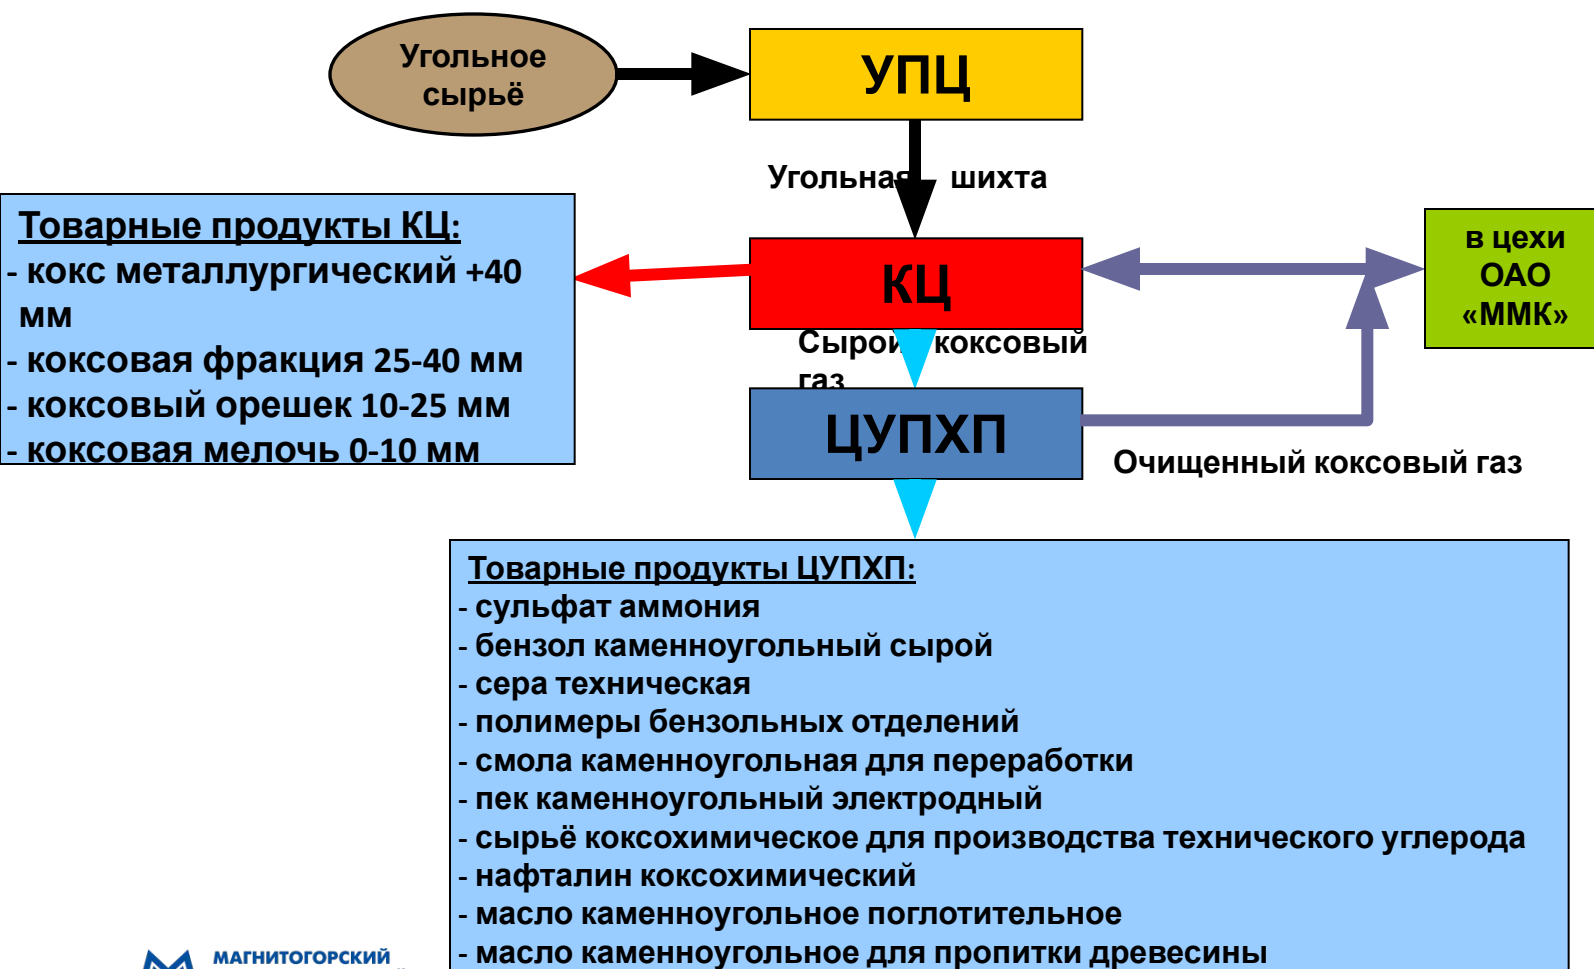 Угольное
сырьё
УПЦ
Угольная шихта
Товарные продукты КЦ:
- кокс металлургический +40
мм
- коксовая фракция 25-40 мм
- коксовый орешек 10-25 мм
- коксовая мелочь 0-10 мм
КЦ
в цехи
ОАО
«ММК»
Сырой коксовый
газ
ЦУПХП
Очищенный коксовый газ
Товарные продукты ЦУПХП:
- сульфат аммония
- бензол каменноугольный сырой
- сера техническая
- полимеры бензольных отделений
- смола каменноугольная для переработки
- пек каменноугольный электродный
- сырьё коксохимическое для производства технического углерода
- нафталин коксохимический
- масло каменноугольное поглотительное
- масло каменноугольное для пропитки древесины
МАГНИТОГОРСКИЙ